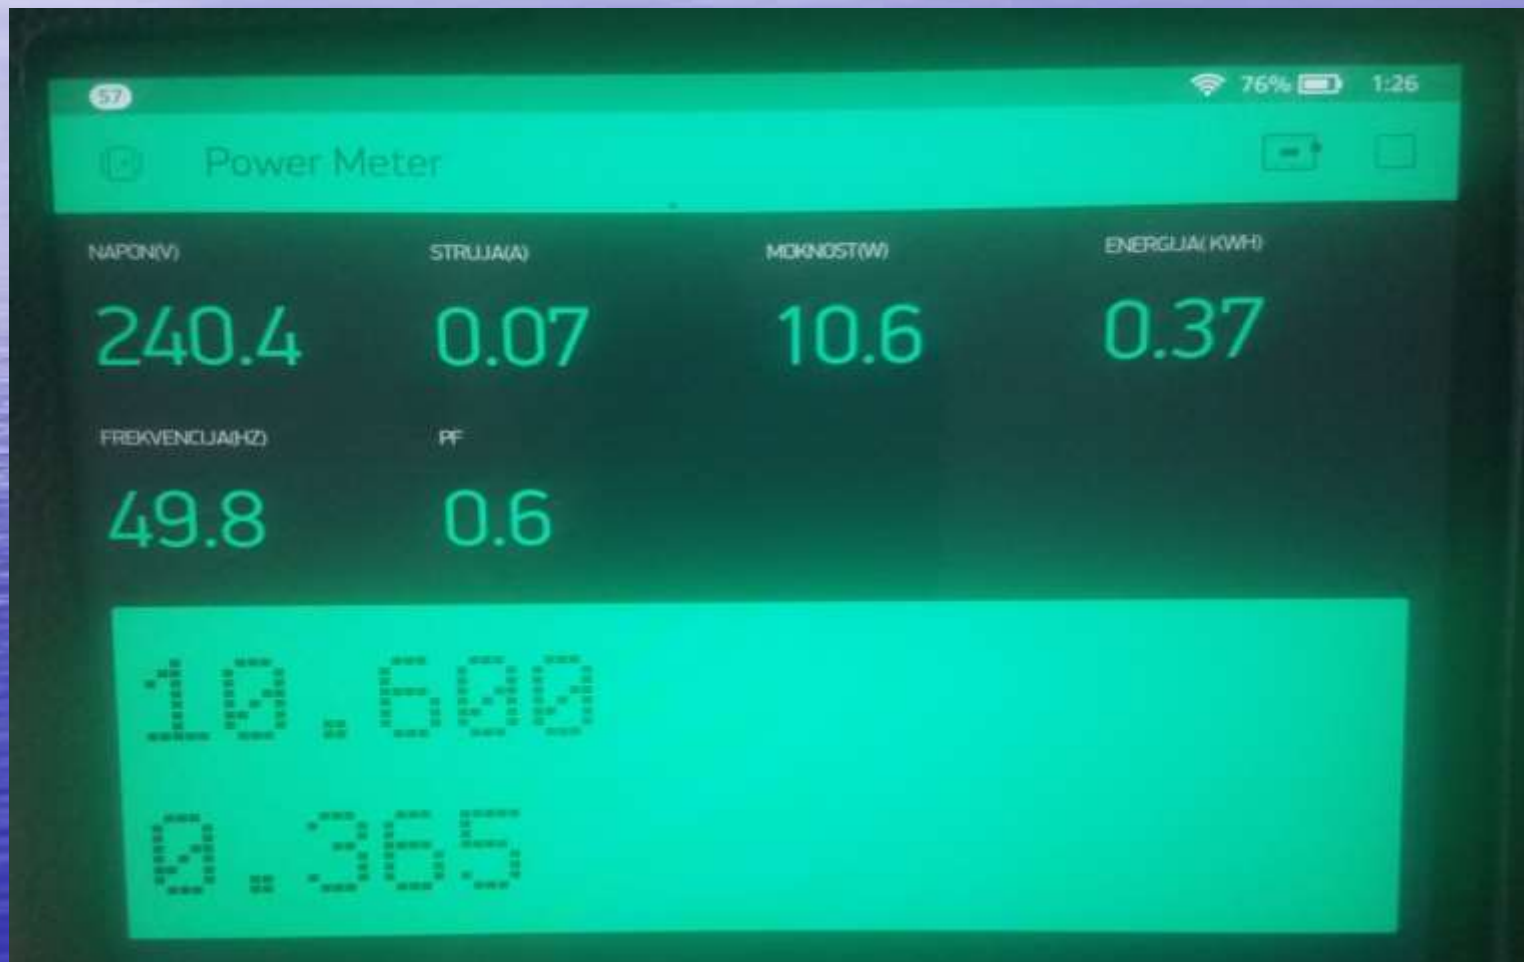 57 76% 1:26
Power Meter
NAPON(V) STRUJA(A) MOKNOST(W) ENERGIJA( KWH)
240.4 0.07 10.6 0.37
FREKVENCIJA(HZ) PF
49.8 0.6
10.600
0.365